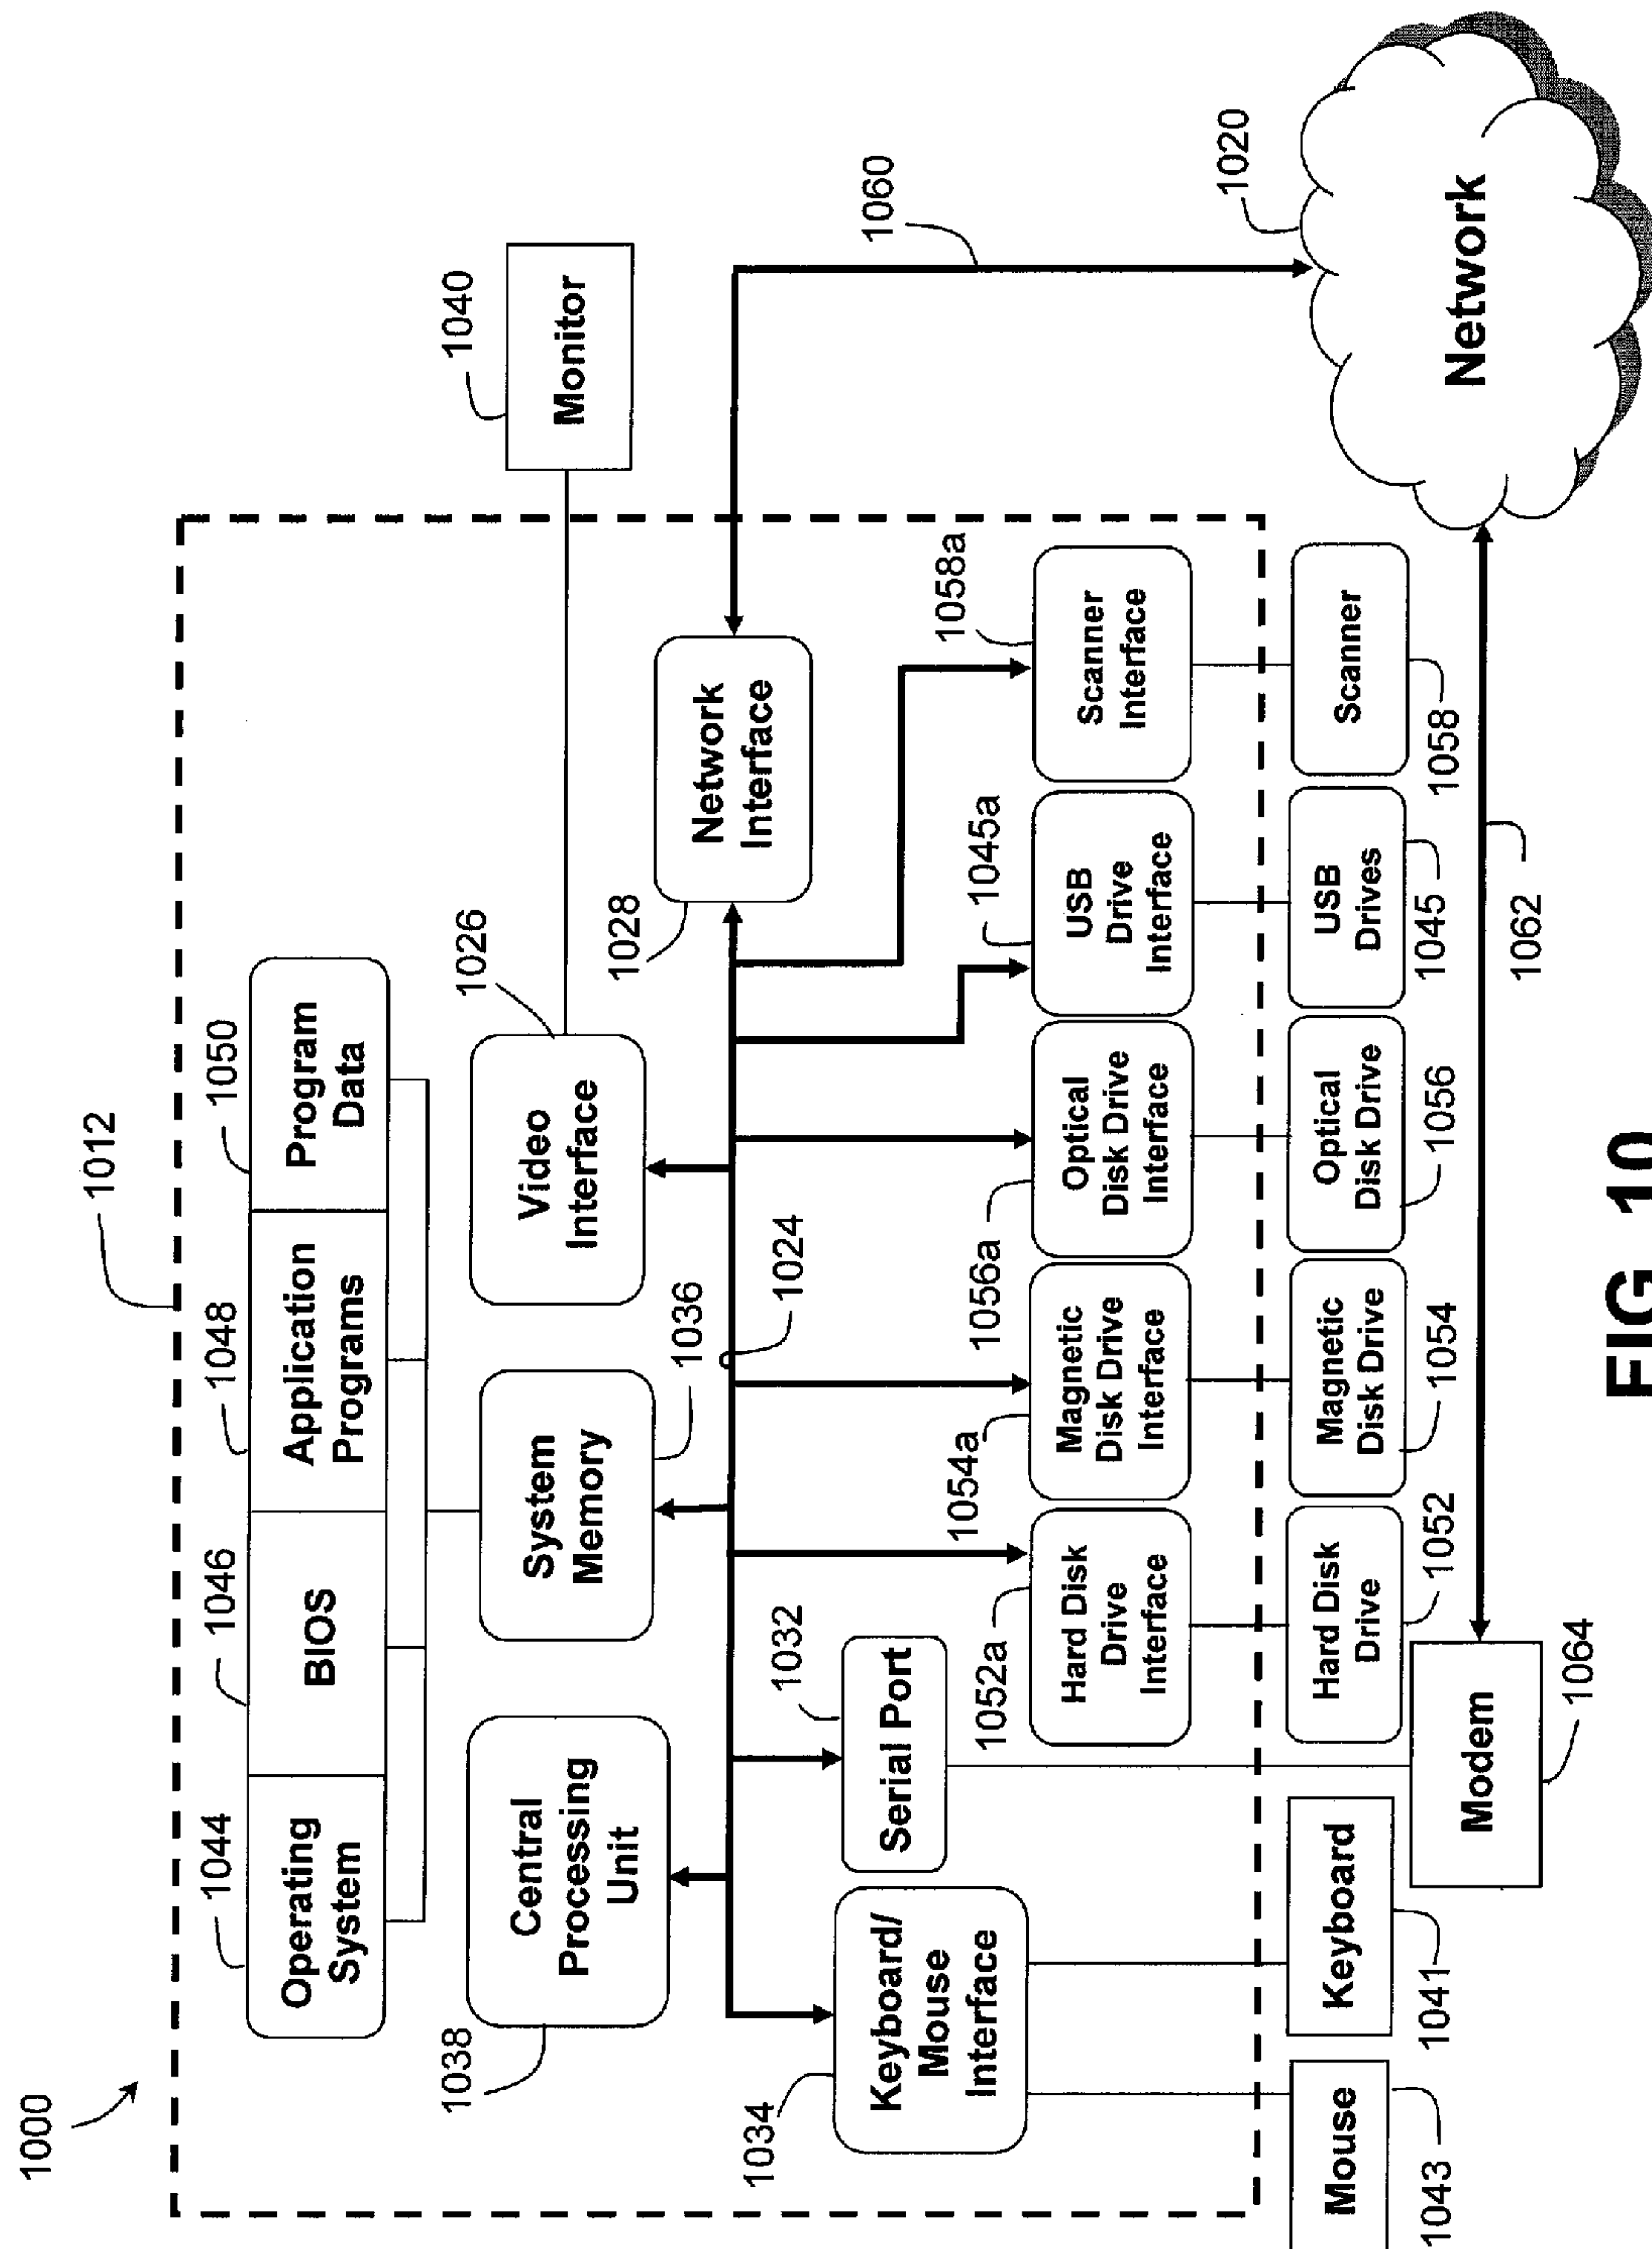 1000
1012
1044
1046
1048
1050
Operating
System
BIOS
Application
Programs
Program
Data
1038
Central
Processing
Unit
System
Memory
1036
Video
Interface
1026
1040
Monitor
1024
1028
Network
Interface
1060
1034
Keyboard/
Mouse
Interface
1032
Serial Port
1052a
Hard Disk
Drive
Interface
1054a
Magnetic
Disk Drive
Interface
1056a
Optical
Disk Drive
Interface
1045a
USB
Drive
Interface
1058a
Scanner
Interface
1020
Network
Mouse
1043
Keyboard
1041
Hard Disk
Drive
1052
Magnetic
Disk Drive
1054
Optical
Disk Drive
1056
USB
Drives
1045
Scanner
1058
Modem
1064
1062
FIG 10